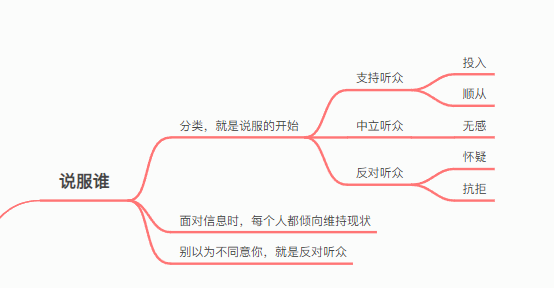 说服谁
分类，就是说服的开始
支持听众
投入
顺从
中立听众
无感
反对听众
怀疑
抗拒
面对信息时，每个人都倾向维持现状
别以为不同意你，就是反对听众